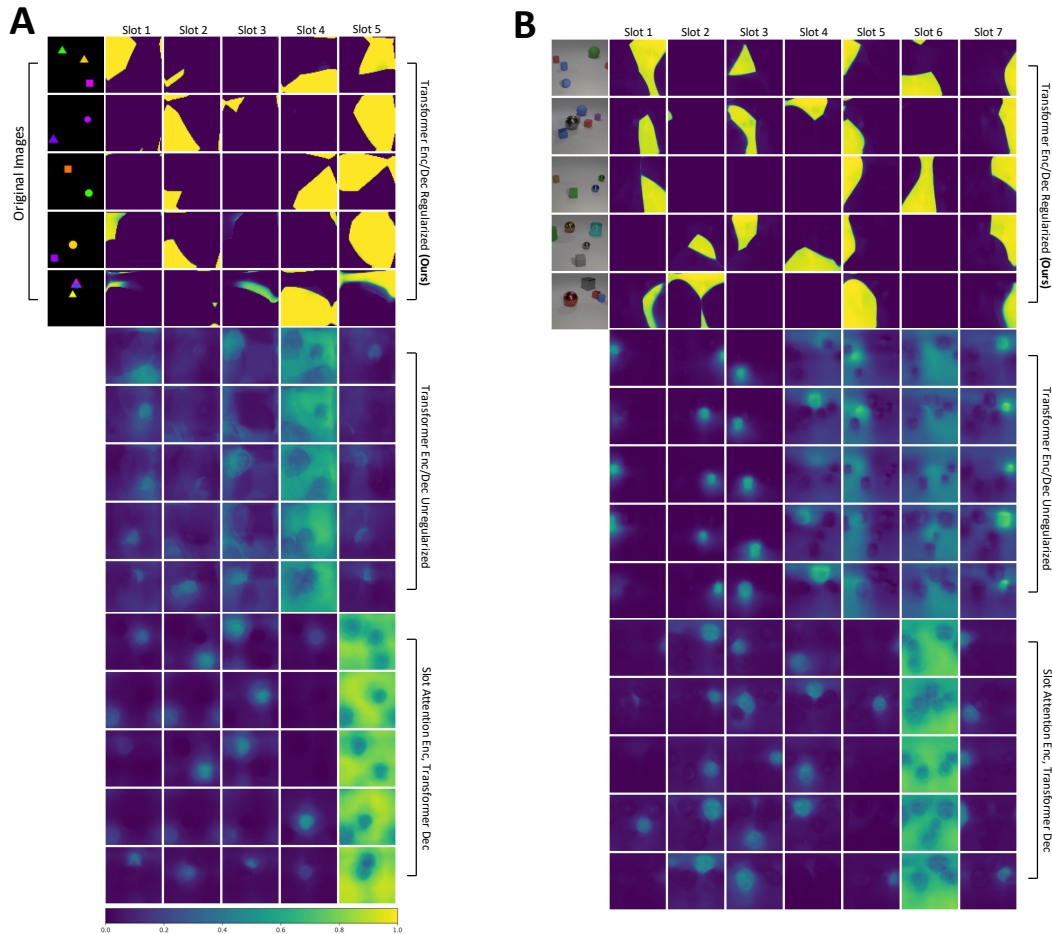 A
Slot 1 Slot 2 Slot 3 Slot 4 Slot 5
Original Images
Transformer Enc/Dec Regularized (Ours)
Transformer Enc/Dec Unregularized
Slot Attention Enc, Transformer Dec
0.0 0.2 0.4 0.6 0.8 1.0
B
Slot 1 Slot 2 Slot 3 Slot 4 Slot 5 Slot 6 Slot 7
Transformer Enc/Dec Regularized (Ours)
Transformer Enc/Dec Unregularized
Slot Attention Enc, Transformer Dec